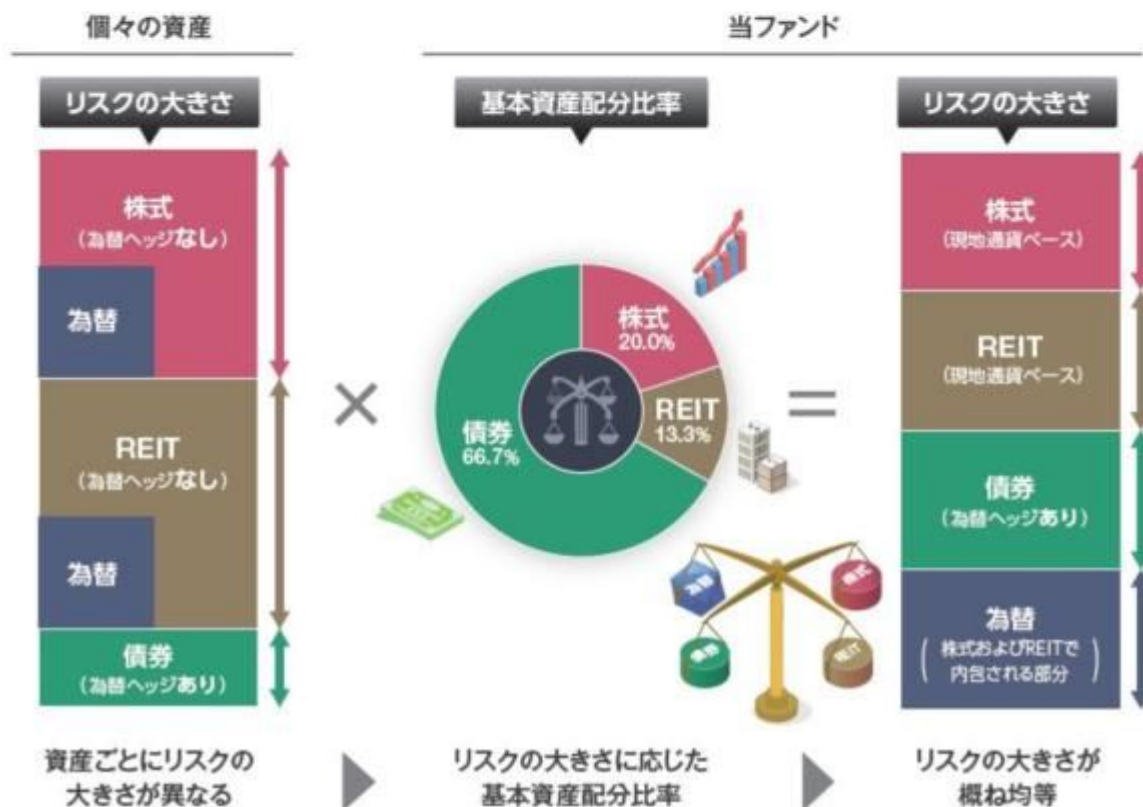 個々の資産
当ファンド
リスクの大きさ
基本資産配分比率
リスクの大きさ
株式
（為替ヘッジなし）
為替
REIT
（為替ヘッジなし）
為替
債券
（為替ヘッジあり）
×
株式
20.0%
REIT
13.3%
債券
66.7%
為替
株式
債券
REIT
=
株式
（現地通貨ベース）
REIT
（現地通貨ベース）
債券
（為替ヘッジあり）
為替
（株式およびREITで
内包される部分）
資産ごとにリスクの
大きさが異なる
リスクの大きさに応じた
基本資産配分比率
リスクの大きさが
概ね均等